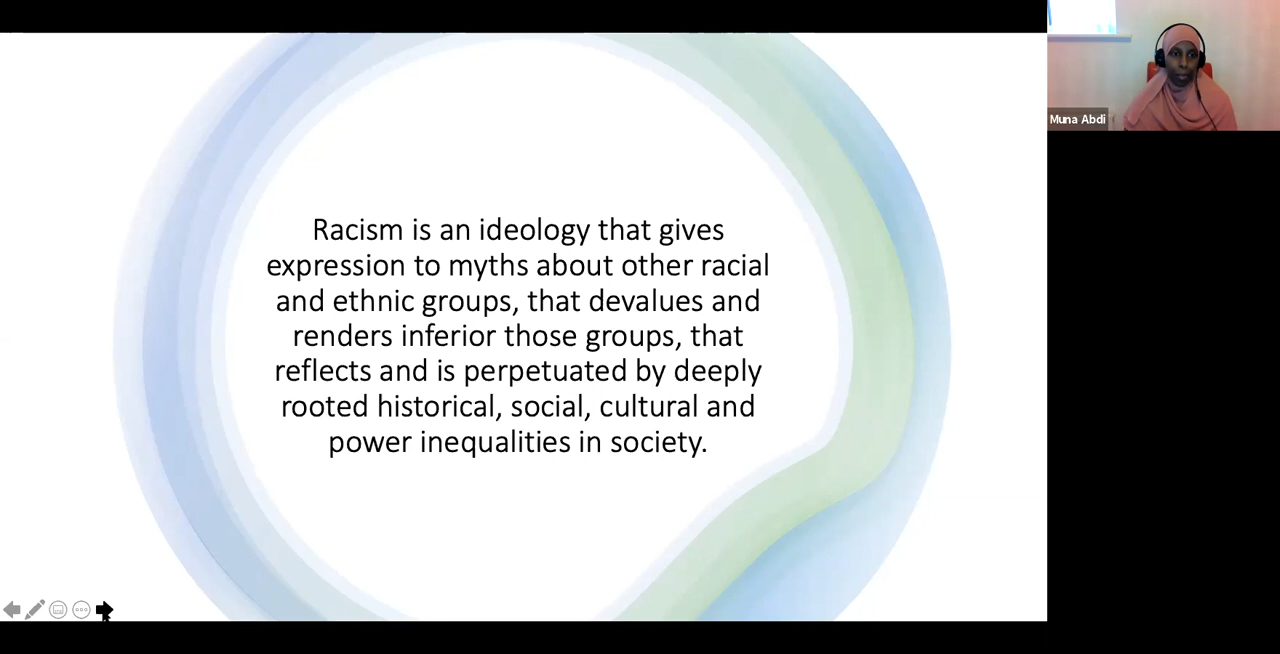 Racism is an ideology that gives
expression to myths about other racial
and ethnic groups, that devalues and
renders inferior those groups, that
reflects and is perpetuated by deeply
rooted historical, social, cultural and
power inequalities in society.
Muna Abdi